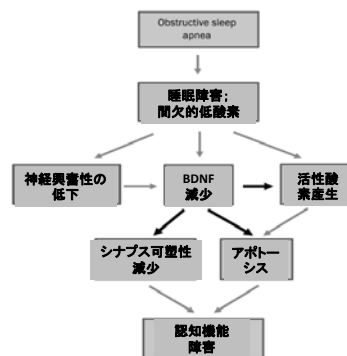 Obstructive sleep
apnea
睡眠障害;
間欠的低酸素
神経興奮性の
低下
BDNF
減少
活性酸
素産生
シナプス可塑性
減少
アポトー
シス
認知機能
障害